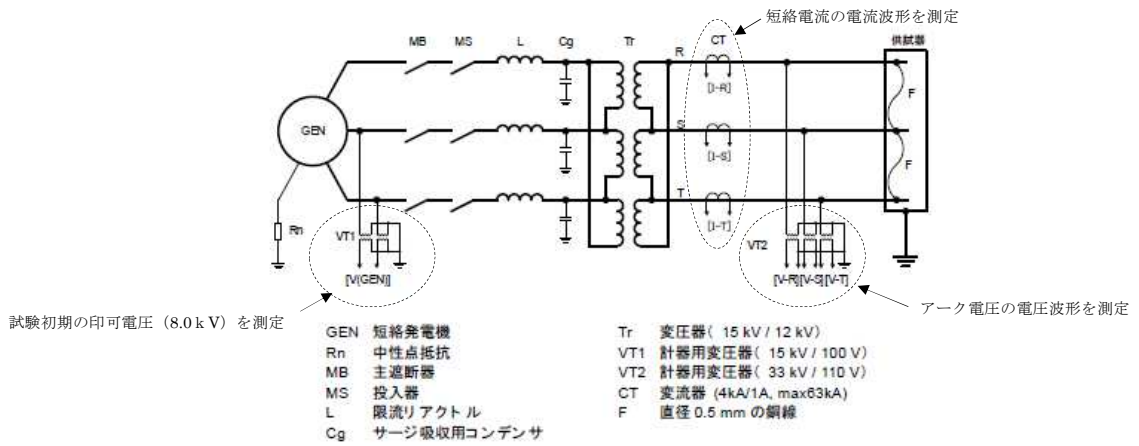 短絡電流の電流波形を測定
MB MS L Cg Tr R CT 供試器
[I-R]
F
GEN
S
[I-S]
F
T
[I-T]
Rn
VT1
VT2
[V(GEN)]
[V-R][V-S][V-T]
試験初期の印可電圧（8.0ｋV）を測定
アーク電圧の電圧波形を測定
GEN 短絡発電機
Rn 中性点抵抗
MB 主遮断器
MS 投入器
L 限流リアクトル
Cg サージ吸収用コンデンサ
Tr 変圧器( 15 kV / 12 kV)
VT1 計器用変圧器( 15 kV / 100 V)
VT2 計器用変圧器( 33 kV / 110 V)
CT 変流器 (4kA/1A, max63kA)
F 直径 0.5 mm の銅線